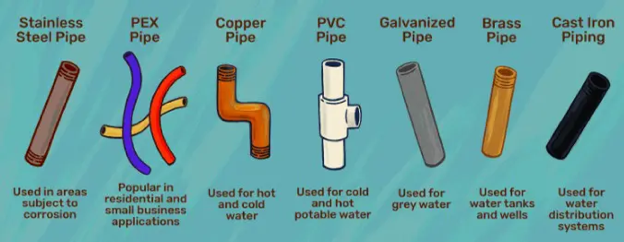 Stainless
Steel Pipe
PEX
Pipe
Copper
Pipe
PVC
Pipe
Galvanized
Pipe
Brass
Pipe
Cast Iron
Piping
Used in areas
subject to
corrosion
Popular in
residential and
small business
applications
Used for hot
and cold
water
Used for cold
and hot
potable water
Used for
grey water
Used for
water tanks
and wells
Used for
water
distribution
systems